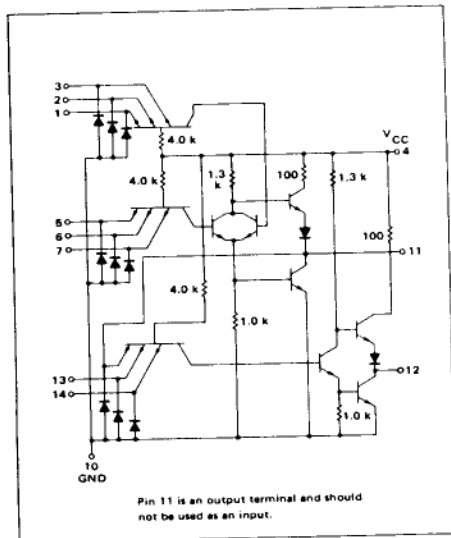 3
2
1
4.0 k
VCC
4
4.0 k
1.3 k
100
1.3 k
5
6
7
100
11
4.0 k
1.0 k
12
13
14
1.0 k
10
GND
Pin 11 is an output terminal and should
not be used as an input.